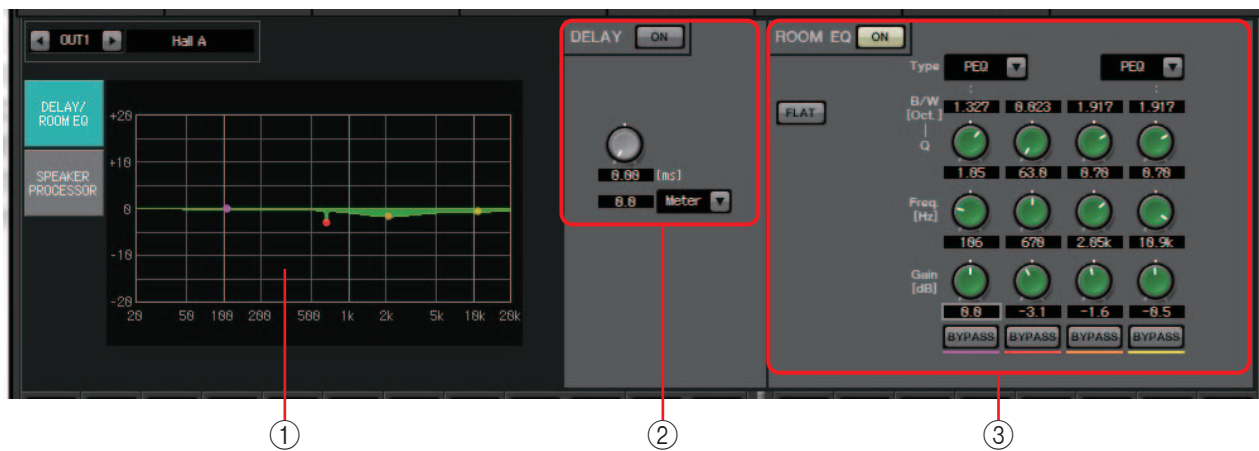 OUT1 Hall A
DELAY/
ROOM EQ
SPEAKER
PROCESSOR
+20
+10
0
-10
-20
20 50 100 200 500 1k 2k 5k 10k 20k
DELAY ON
0.00 [ms]
0.0 Meter
ROOM EQ ON
Type PEQ PEQ
FLAT
B/W
[Oct.]
1.327 0.023 1.917 1.917
Q
1.05 63.0 0.70 0.70
Freq.
[Hz]
106 670 2.05k 10.9k
Gain
[dB]
0.0 -3.1 -1.6 -0.5
BYPASS BYPASS BYPASS BYPASS
① ② ③